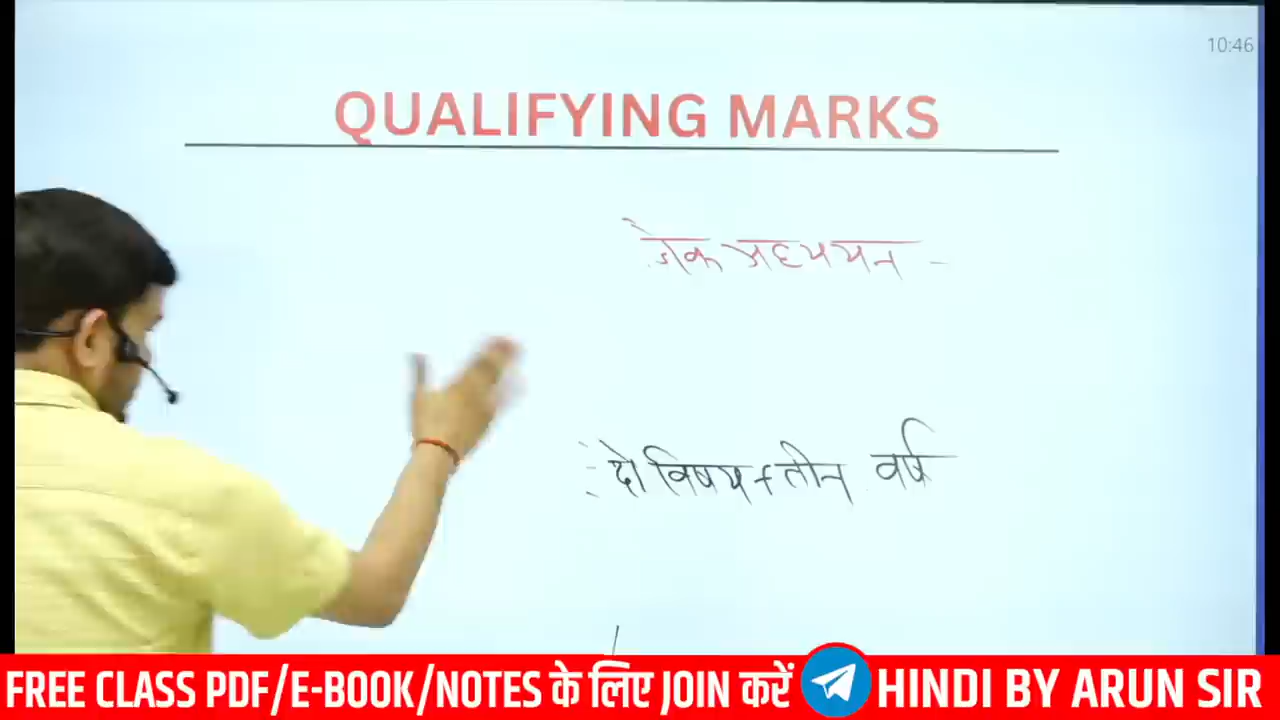 10:46
QUALIFYING MARKS
अध्ययन -
दो विषय + तीन वर्ष
FREE CLASS PDF/E-BOOK/NOTES के लिए JOIN करें HINDI BY ARUN SIR